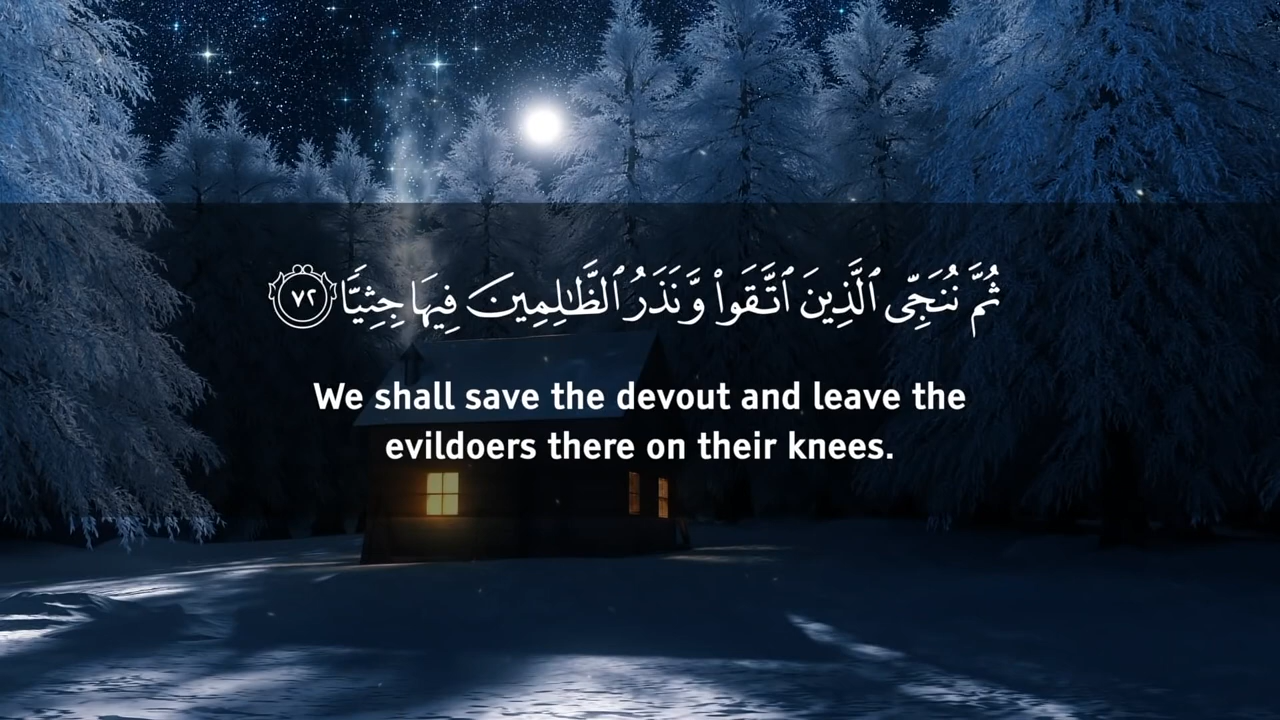 ثُمَّ نُنَجِّى ٱلَّذِينَ ٱتَّقَوا۟ وَّنَذَرُ ٱلظَّـٰلِمِينَ فِيهَا جِثِيًّا ٧٢
We shall save the devout and leave the
evildoers there on their knees.